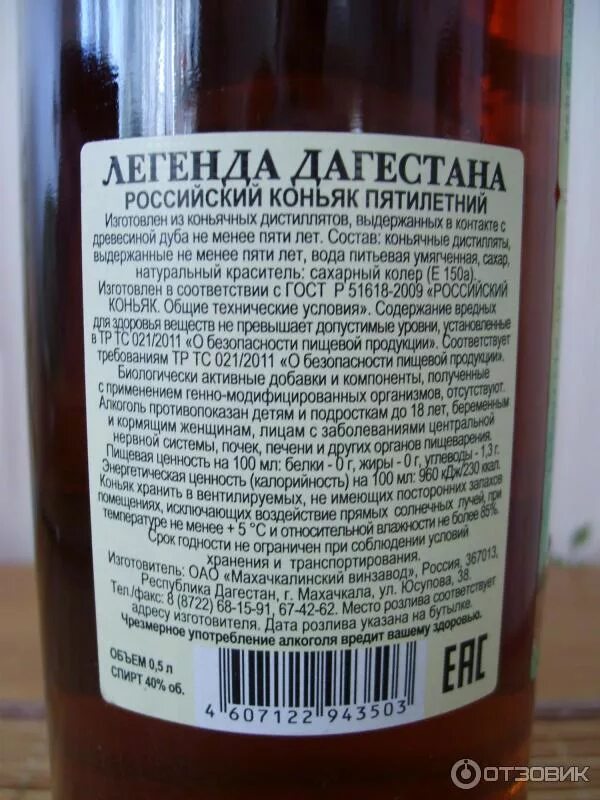 ЛЕГЕНДА ДАГЕСТАНА
РОССИЙСКИЙ КОНЬЯК ПЯТИЛЕТНИЙ
Изготовлен из коньячных дистиллятов, выдержанных в контакте с
древесиной дуба не менее пяти лет. Состав: коньячные дистилляты,
выдержанные не менее пяти лет, вода питьевая умягченная, сахар,
натуральный краситель: сахарный колер (Е 150а).
Изготовлен в соответствии с ГОСТ Р 51618-2009 «РОССИЙСКИЙ
КОНЬЯК. Общие технические условия». Содержание вредных
для здоровья веществ не превышает допустимые уровни, установленные
в ТР ТС 021/2011 «О безопасности пищевой продукции». Соответствует
требованиям ТР ТС 021/2011 «О безопасности пищевой продукции».
Биологически активные добавки и компоненты, полученные
с применением генно-модифицированных организмов, отсутствуют.
Алкоголь противопоказан детям и подросткам до 18 лет, беременным
и кормящим женщинам, лицам с заболеваниями центральной
нервной системы, почек, печени и других органов пищеварения.
Пищевая ценность на 100 мл: белки - 0 г, жиры - 0 г, углеводы - 1,3 г.
Энергетическая ценность (калорийность) на 100 мл: 960 кДж/230 ккал.
Коньяк хранить в вентилируемых, не имеющих посторонних запахов
помещениях, исключающих воздействие прямых солнечных лучей, при
температуре не менее + 5 °С и относительной влажности не более 85%.
Срок годности не ограничен при соблюдении условий
хранения и транспортирования.
Изготовитель: ОАО «Махачкалинский винзавод», Россия, 367013,
Республика Дагестан, г. Махачкала, ул. Юсупова, 38.
Тел./факс: 8 (8722) 68-15-91, 67-42-62. Место розлива соответствует
адресу изготовителя. Дата розлива указана на бутылке.
Чрезмерное употребление алкоголя вредит вашему здоровью.
ОБЪЕМ 0,5 л
СПИРТ 40% об.
4 607122 943503
ЕАС
ОТЗОВИК